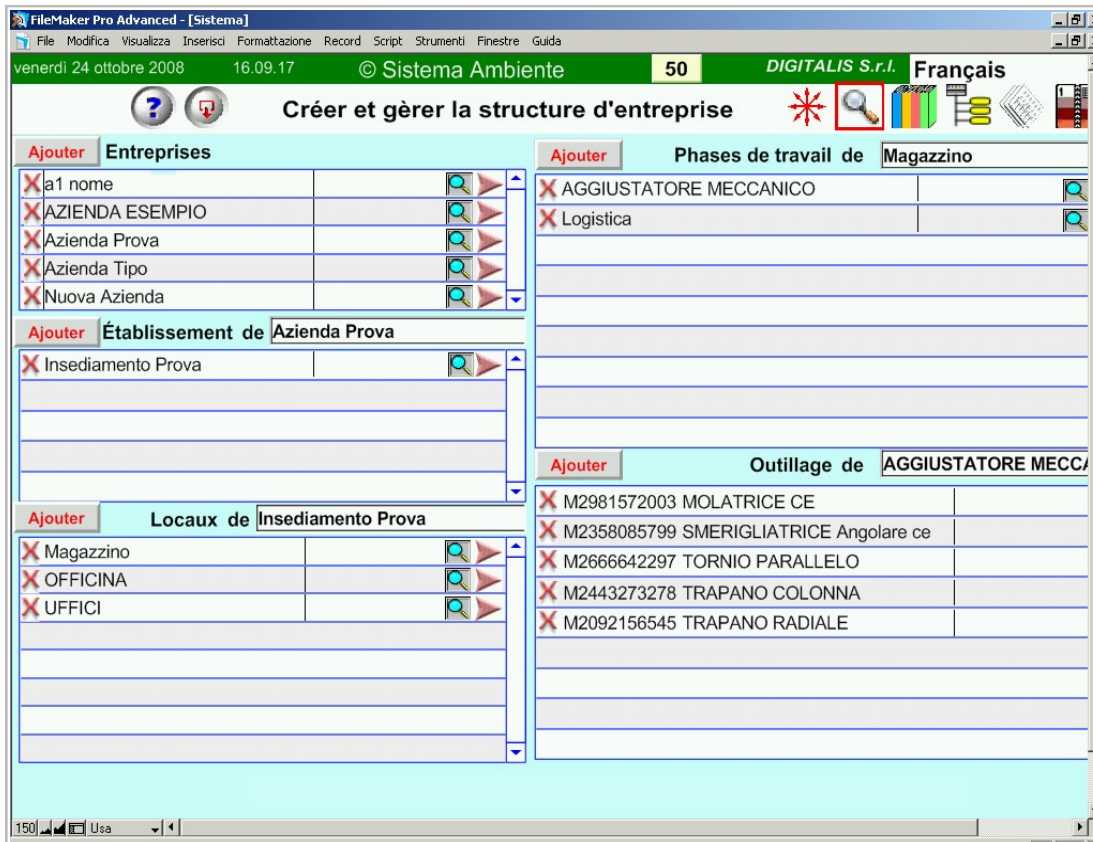 FileMaker Pro Advanced - [Sistema]
File Modifica Visualizza Inserisci Formattazione Record Script Strumenti Finestre Guida
venerdì 24 ottobre 2008 16.09.17 © Sistema Ambiente 50 DIGITALIS S.r.l. Français
Créer et gèrer la structure d'entreprise
1
Ajouter Entreprises
a1 nome
AZIENDA ESEMPIO
Azienda Prova
Azienda Tipo
Nuova Azienda
Ajouter Établissement de Azienda Prova
Insediamento Prova
Ajouter Locaux de Insediamento Prova
Magazzino
OFFICINA
UFFICI
Ajouter Phases de travail de Magazzino
AGGIUSTATORE MECCANICO
Logistica
Ajouter Outillage de AGGIUSTATORE MECCA
M2981572003 MOLATRICE CE
M2358085799 SMERIGLIATRICE Angolare ce
M2666642297 TORNIO PARALLELO
M2443273278 TRAPANO COLONNA
M2092156545 TRAPANO RADIALE
150 Usa